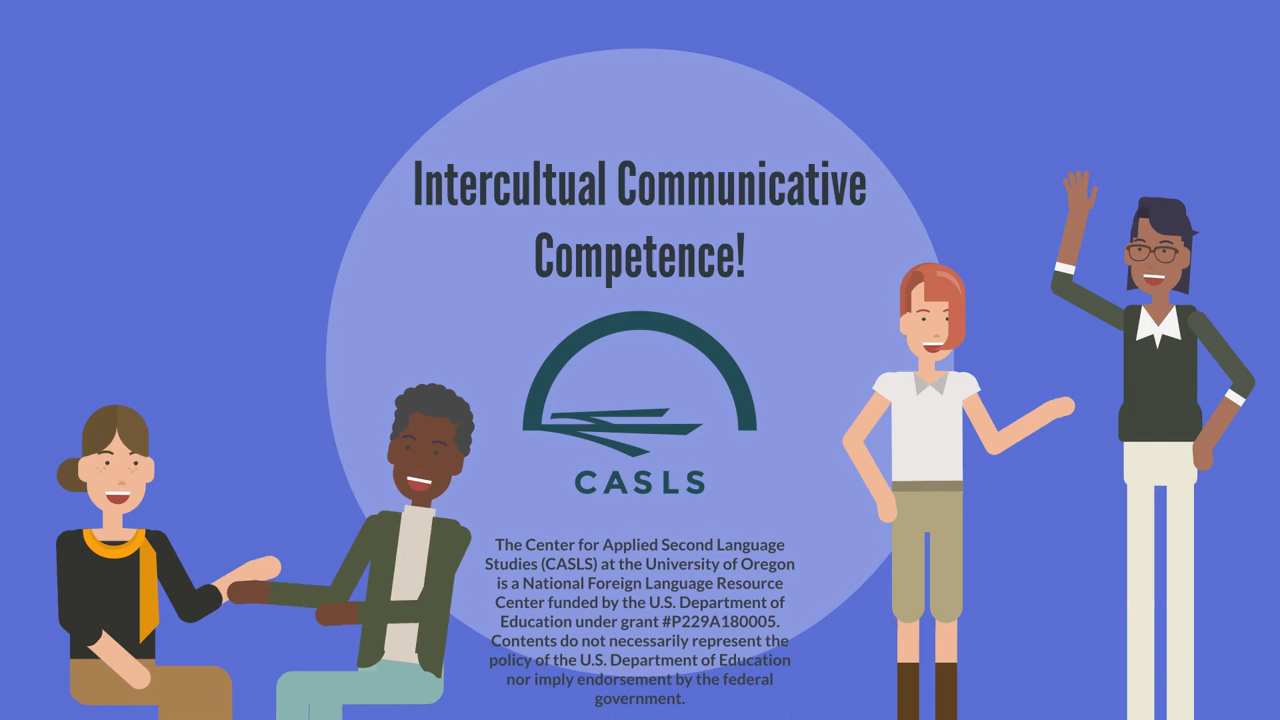 Intercultual Communicative
Competence!
CASLS
The Center for Applied Second Language
Studies (CASLS) at the University of Oregon
is a National Foreign Language Resource
Center funded by the U.S. Department of
Education under grant #P229A180005.
Contents do not necessarily represent the
policy of the U.S. Department of Education
nor imply endorsement by the federal
government.